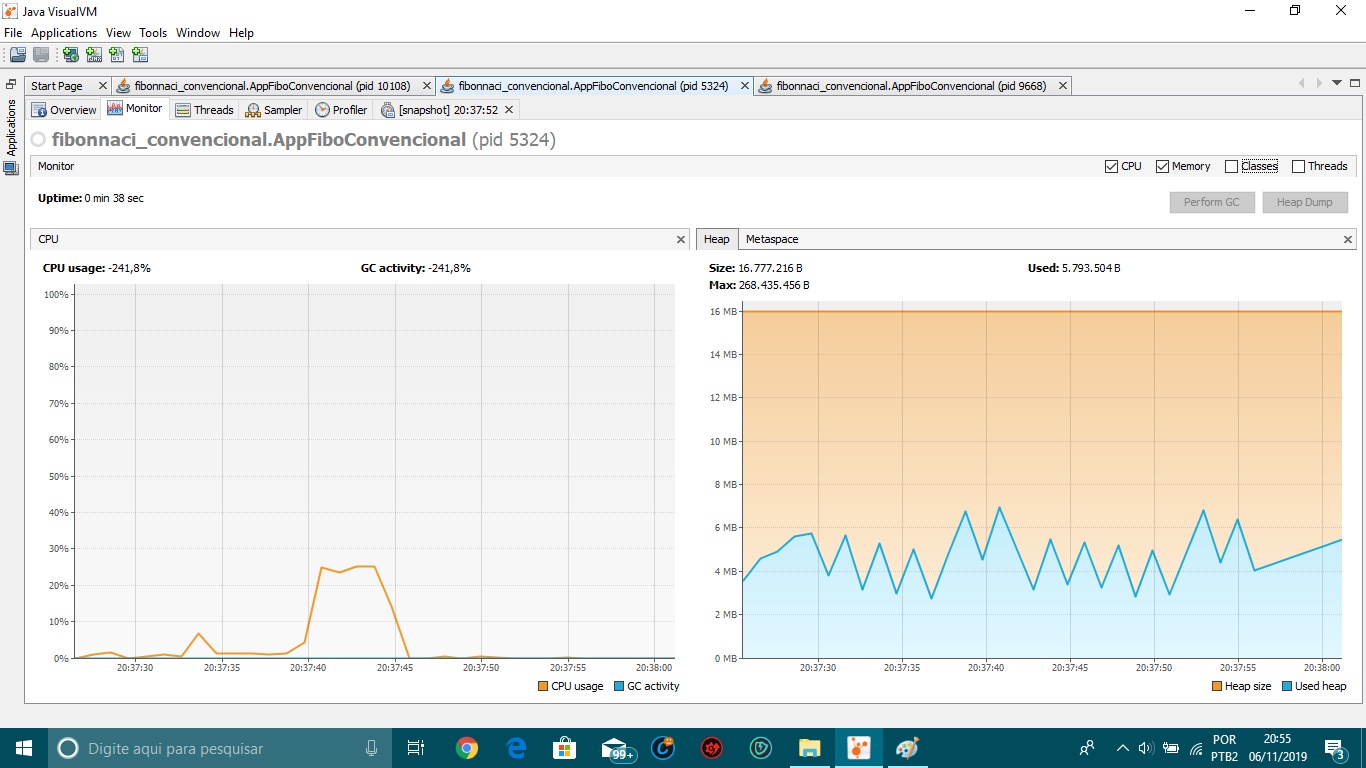 Java VisualVM
File Applications View Tools Window Help
Start Page fibonnaci_convencional.AppFiboConvencional (pid 10108) fibonnaci_convencional.AppFiboConvencional (pid 5324) fibonnaci_convencional.AppFiboConvencional (pid 9668)
Applications
Overview Monitor Threads Sampler Profiler [snapshot] 20:37:52
fibonnaci_convencional.AppFiboConvencional (pid 5324)
Monitor CPU Memory Classes Threads
Uptime: 0 min 38 sec
Perform GC Heap Dump
CPU
CPU usage: -241,8% GC activity: -241,8%
100%
90%
80%
70%
60%
50%
40%
30%
20%
10%
0%
20:37:30 20:37:35 20:37:40 20:37:45 20:37:50 20:37:55 20:38:00
CPU usage GC activity
Heap Metaspace
Size: 16.777.216 B Used: 5.793.504 B
Max: 268.435.456 B
16 MB
14 MB
12 MB
10 MB
8 MB
6 MB
4 MB
2 MB
0 MB
20:37:30 20:37:35 20:37:40 20:37:45 20:37:50 20:37:55 20:38:00
Heap size Used heap
Digite aqui para pesquisar
99+
POR
PTB2
20:55
06/11/2019
3